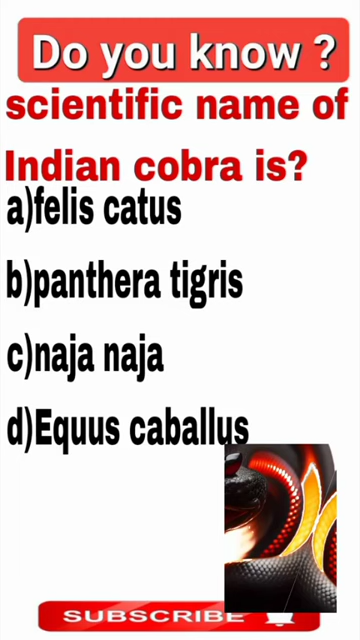 Do you know ?
scientific name of
Indian cobra is?
a)felis catus
b)panthera tigris
c)naja naja
d)Equus caballus
SUBSCRIBE